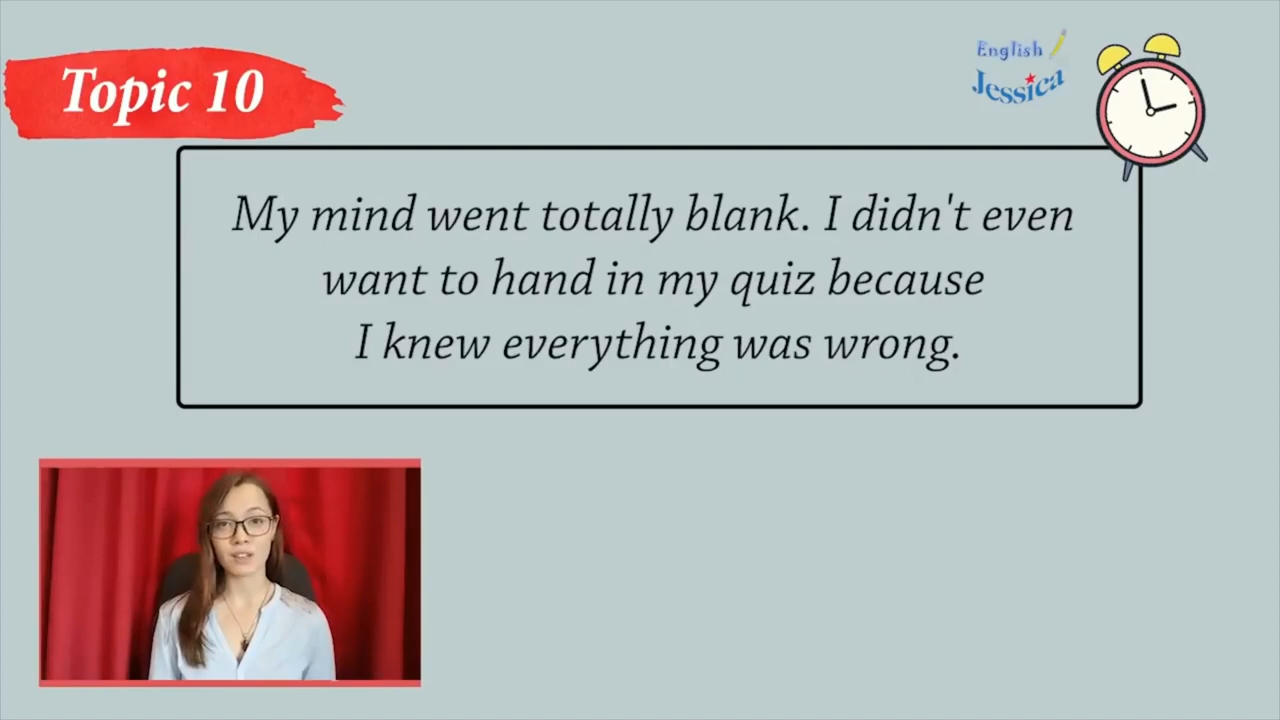 Topic 10
English
Jessica
My mind went totally blank. I didn't even
want to hand in my quiz because
I knew everything was wrong.